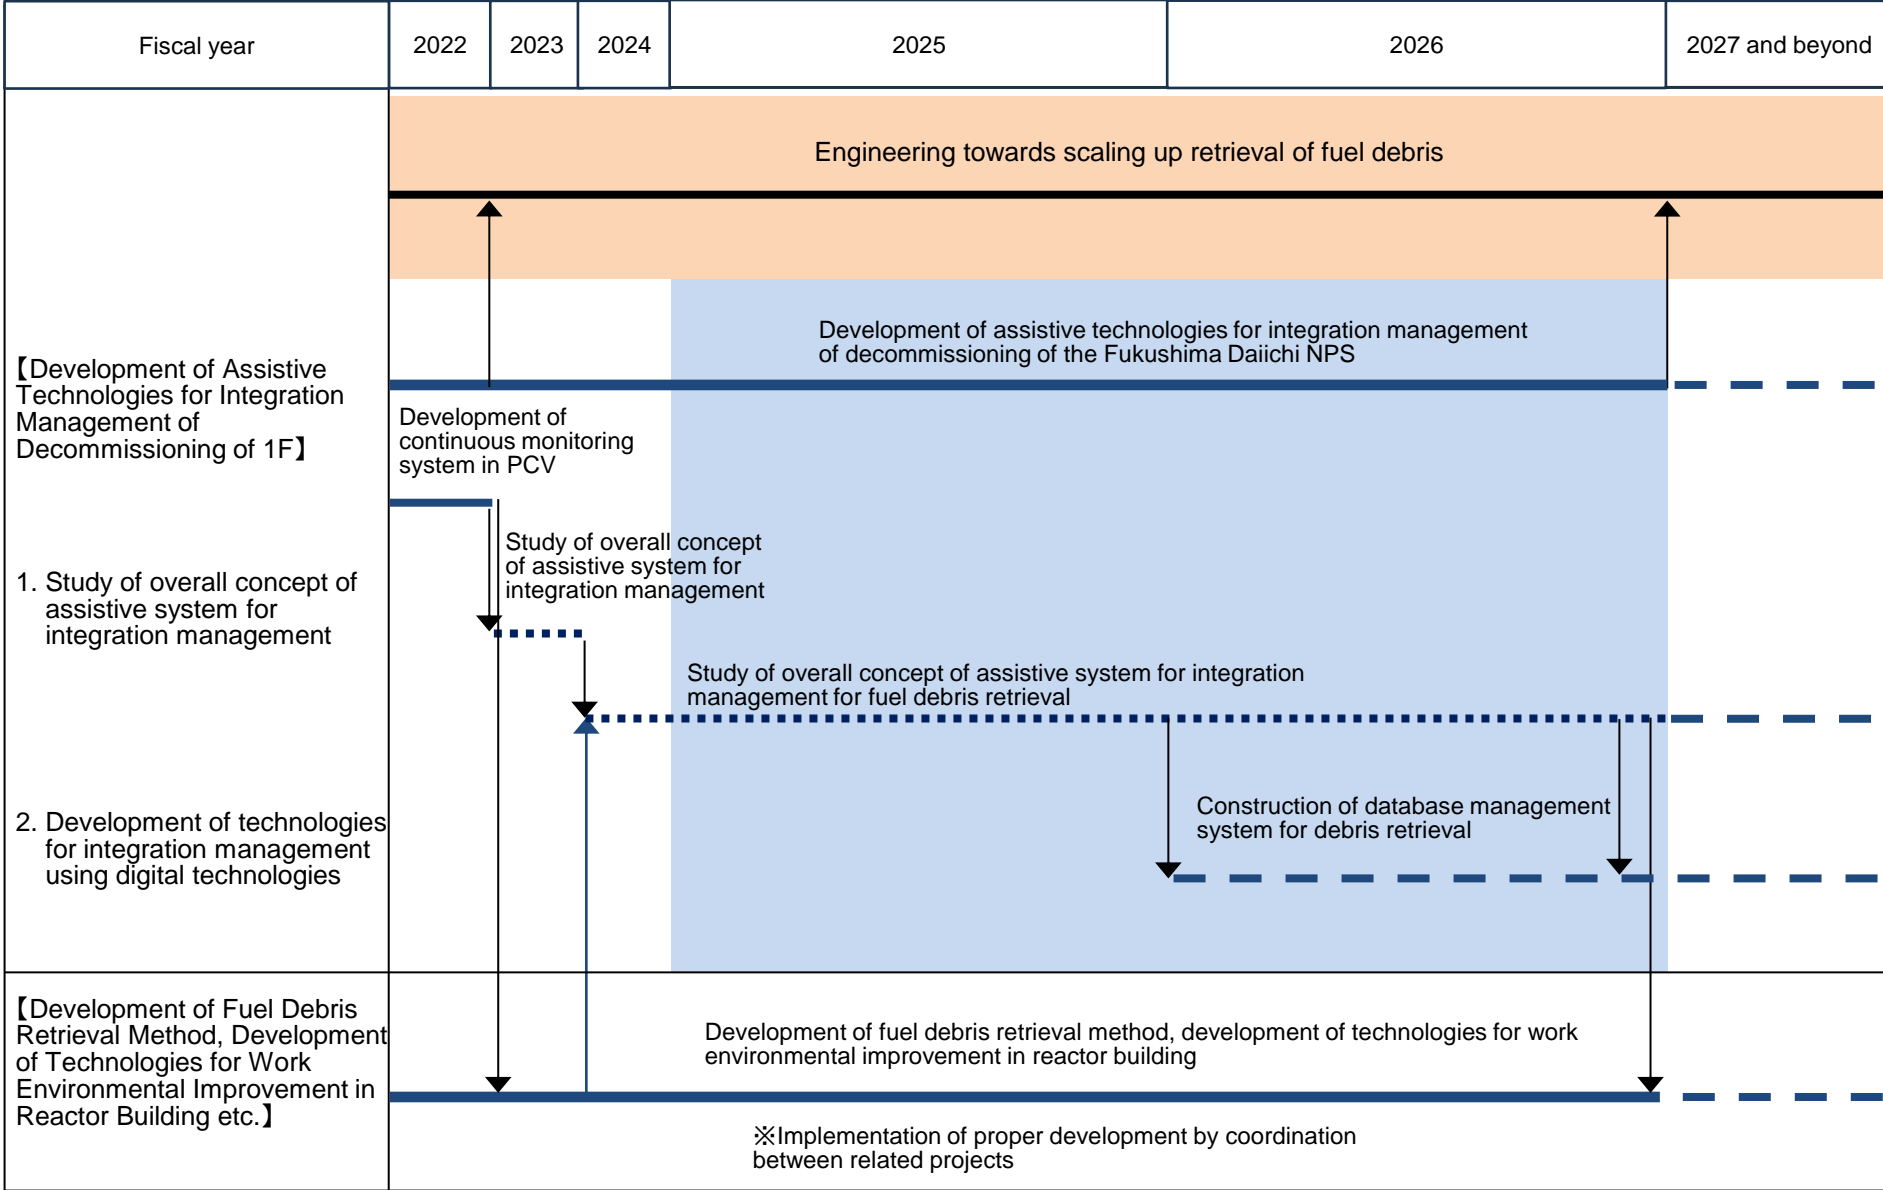 Fiscal year
2022
2023
2024
2025
2026
2027 and beyond
Engineering towards scaling up retrieval of fuel debris
【Development of Assistive
Technologies for Integration
Management of
Decommissioning of 1F】
Development of assistive technologies for integration management
of decommissioning of the Fukushima Daiichi NPS
Development of
continuous monitoring
system in PCV
Study of overall concept
of assistive system for
integration management
1. Study of overall concept of
assistive system for
integration management
Study of overall concept of assistive system for integration
management for fuel debris retrieval
2. Development of technologies
for integration management
using digital technologies
Construction of database management
system for debris retrieval
【Development of Fuel Debris
Retrieval Method, Development
of Technologies for Work
Environmental Improvement in
Reactor Building etc.】
Development of fuel debris retrieval method, development of technologies for work
environmental improvement in reactor building
※Implementation of proper development by coordination
between related projects